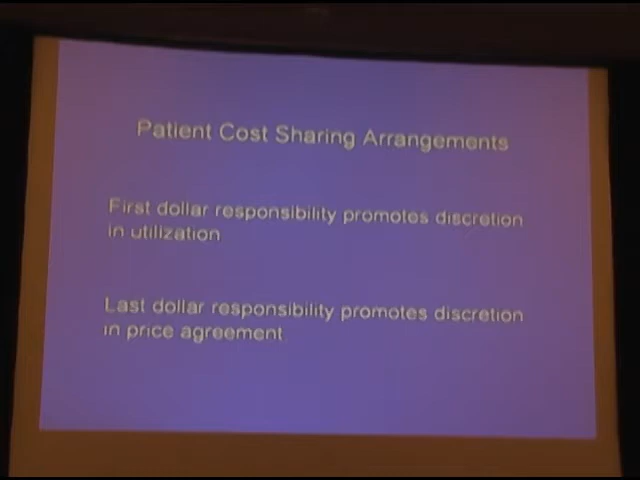 Patient Cost Sharing Arrangements
First dollar responsibility promotes discretion
in utilization
Last dollar responsibility promotes discretion
in price agreement